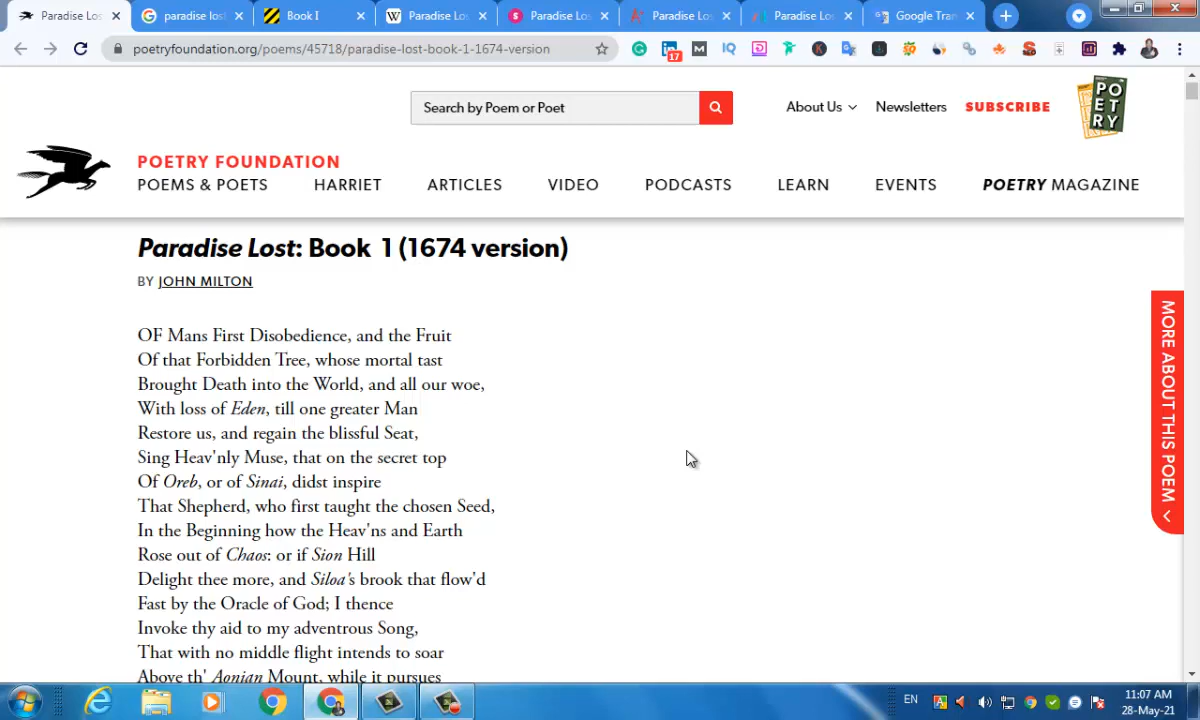 Paradise Los
paradise lost
Book I
Paradise Los
Paradise Los
Paradise Los
Paradise Los
Google Tran
poetryfoundation.org/poems/45718/paradise-lost-book-1-1674-version
17
Search by Poem or Poet
About Us
Newsletters
SUBSCRIBE
PO
ET
RY
POETRY FOUNDATION
POEMS & POETS
HARRIET
ARTICLES
VIDEO
PODCASTS
LEARN
EVENTS
POETRY MAGAZINE
Paradise Lost: Book 1 (1674 version)
BY JOHN MILTON
OF Mans First Disobedience, and the Fruit
Of that Forbidden Tree, whose mortal tast
Brought Death into the World, and all our woe,
With loss of Eden, till one greater Man
Restore us, and regain the blissful Seat,
Sing Heav'nly Muse, that on the secret top
Of Oreb, or of Sinai, didst inspire
That Shepherd, who first taught the chosen Seed,
In the Beginning how the Heav'ns and Earth
Rose out of Chaos: or if Sion Hill
Delight thee more, and Siloa's brook that flow'd
Fast by the Oracle of God; I thence
Invoke thy aid to my adventrous Song,
That with no middle flight intends to soar
Above th' Aonian Mount, while it pursues
MORE ABOUT THIS POEM
EN
11:07 AM
28-May-21